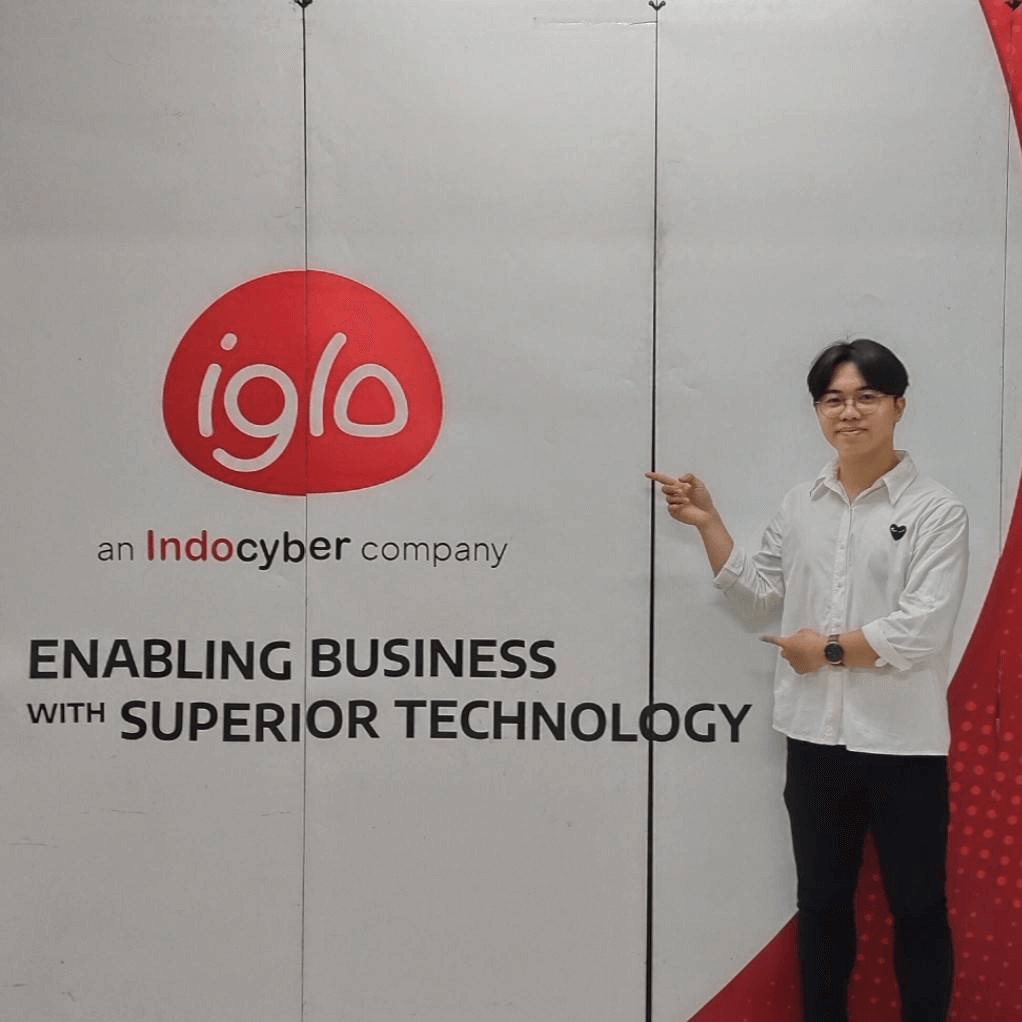 iglo
an Indocyber company
ENABLING BUSINESS
WITH SUPERIOR TECHNOLOGY